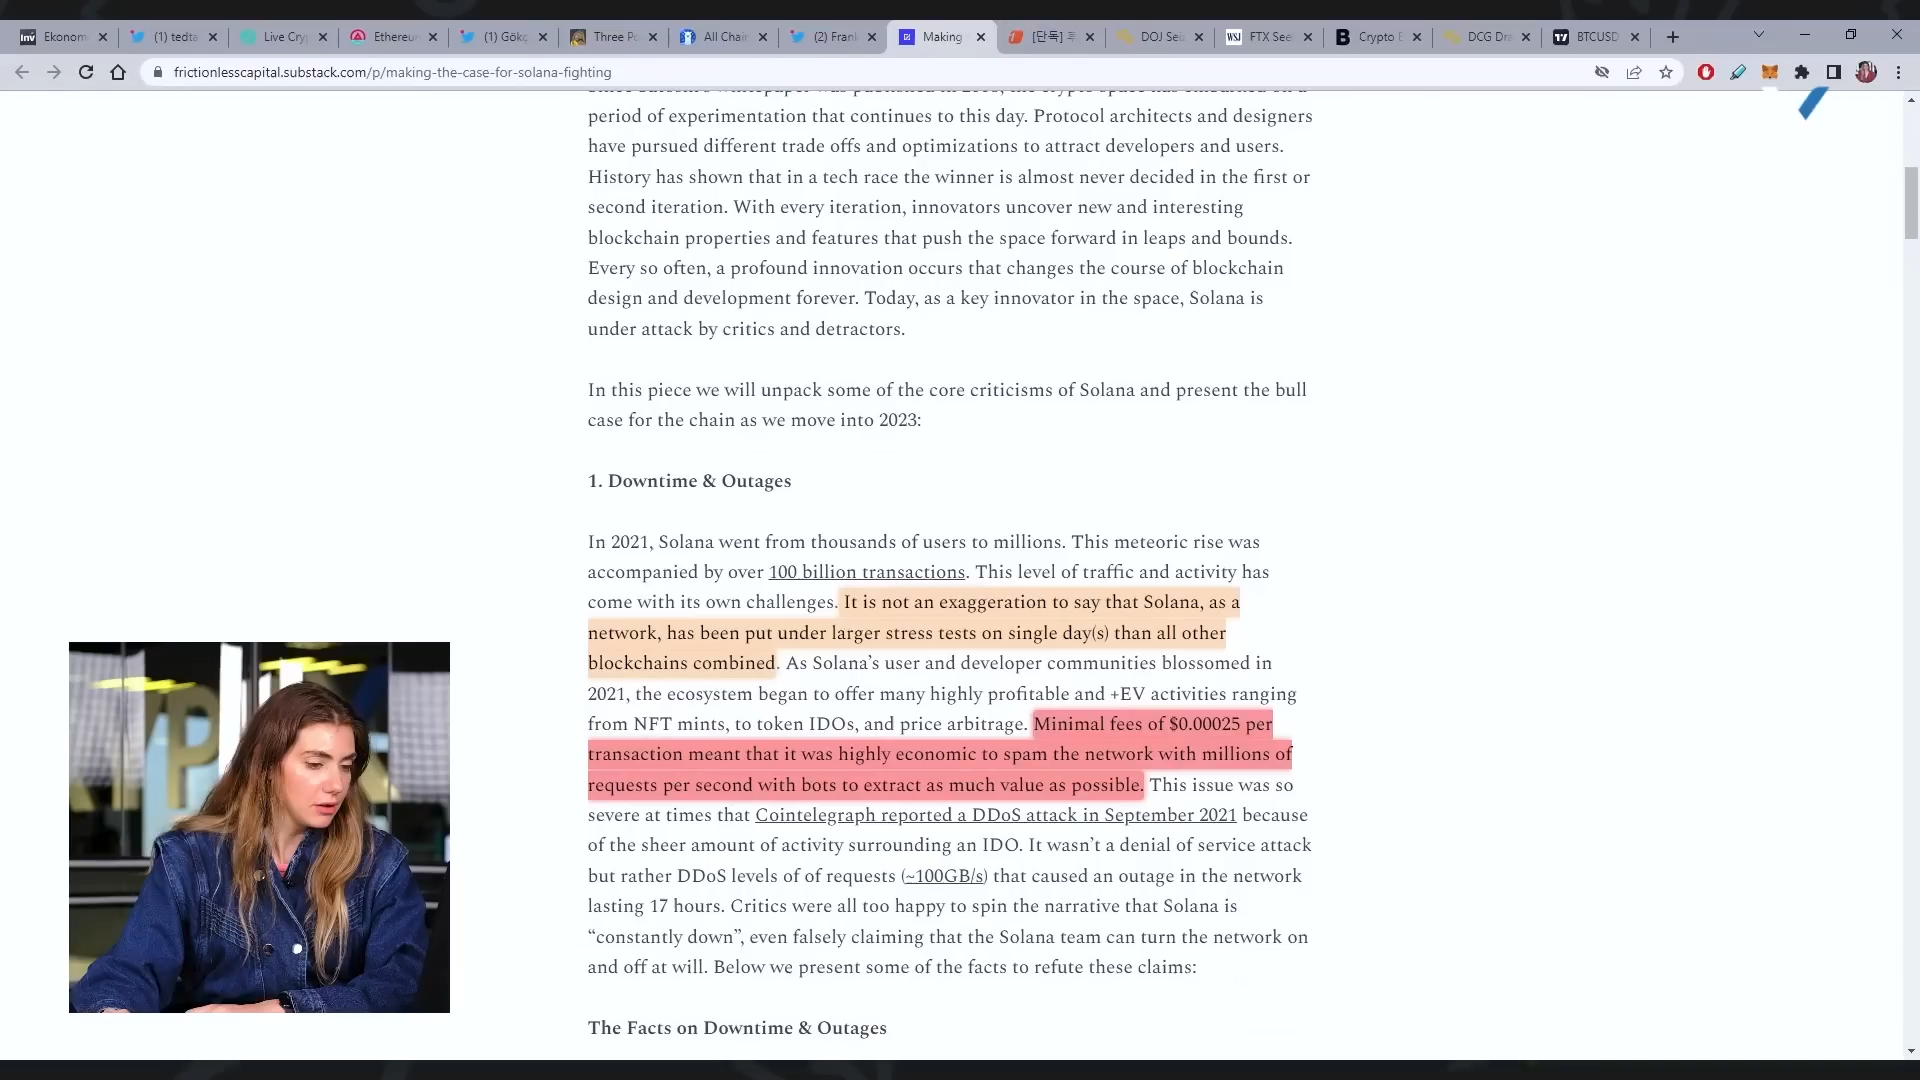 Ekonom
(1) tedta
Live Cry
Ethereu
(1) Gök
Three Po
All Chai
(2) Fran
Making
[단독]
DOJ Sei
WSJ
FTX See
B
Crypto E
DCG Dra
BTCUSD
frictionlesscapital.substack.com/p/making-the-case-for-solana-fighting
period of experimentation that continues to this day. Protocol architects and designers
have pursued different trade offs and optimizations to attract developers and users.
History has shown that in a tech race the winner is almost never decided in the first or
second iteration. With every iteration, innovators uncover new and interesting
blockchain properties and features that push the space forward in leaps and bounds.
Every so often, a profound innovation occurs that changes the course of blockchain
design and development forever. Today, as a key innovator in the space, Solana is
under attack by critics and detractors.
In this piece we will unpack some of the core criticisms of Solana and present the bull
case for the chain as we move into 2023:
1. Downtime & Outages
In 2021, Solana went from thousands of users to millions. This meteoric rise was
accompanied by over 100 billion transactions. This level of traffic and activity has
come with its own challenges. It is not an exaggeration to say that Solana, as a
network, has been put under larger stress tests on single day(s) than all other
blockchains combined. As Solana’s user and developer communities blossomed in
2021, the ecosystem began to offer many highly profitable and +EV activities ranging
from NFT mints, to token IDOs, and price arbitrage. Minimal fees of $0.00025 per
transaction meant that it was highly economic to spam the network with millions of
requests per second with bots to extract as much value as possible. This issue was so
severe at times that Cointelegraph reported a DDoS attack in September 2021 because
of the sheer amount of activity surrounding an IDO. It wasn’t a denial of service attack
but rather DDoS levels of of requests (~100GB/s) that caused an outage in the network
lasting 17 hours. Critics were all too happy to spin the narrative that Solana is
“constantly down”, even falsely claiming that the Solana team can turn the network on
and off at will. Below we present some of the facts to refute these claims:
The Facts on Downtime & Outages